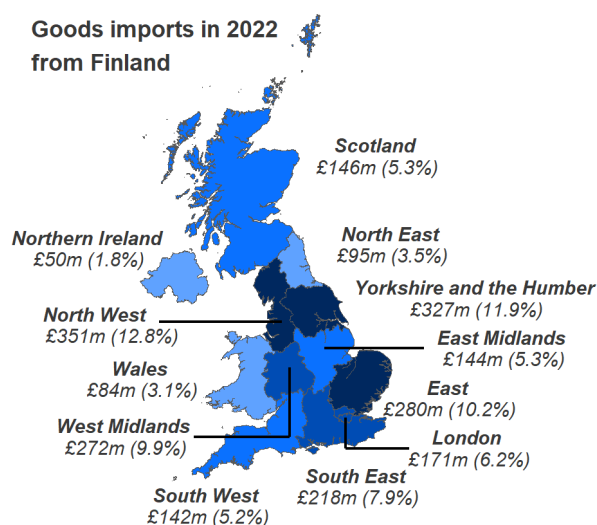 Goods imports in 2022
from Finland
Scotland
£146m (5.3%)
Northern Ireland
£50m (1.8%)
North East
£95m (3.5%)
Yorkshire and the Humber
£327m (11.9%)
North West
£351m (12.8%)
East Midlands
£144m (5.3%)
Wales
£84m (3.1%)
East
£280m (10.2%)
West Midlands
£272m (9.9%)
London
£171m (6.2%)
South East
£218m (7.9%)
South West
£142m (5.2%)